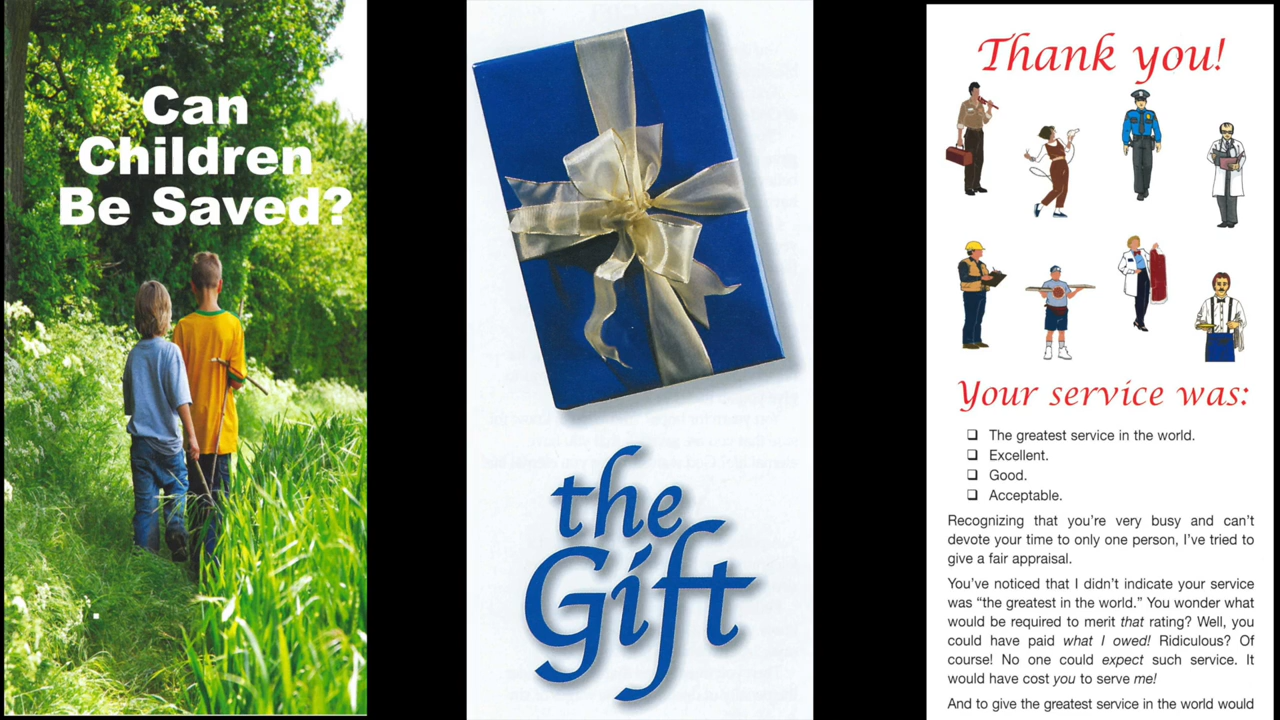 Can
Children
Be Saved?
the
Gift
Thank you!
Your service was:
❏ The greatest service in the world.
❏ Excellent.
❏ Good.
❏ Acceptable.
Recognizing that you're very busy and can't
devote your time to only one person, I've tried to
give a fair appraisal.
You've noticed that I didn't indicate your service
was “the greatest in the world.” You wonder what
would be required to merit that rating? Well, you
could have paid what I owed! Ridiculous? Of
course! No one could expect such service. It
would have cost you to serve me!
And to give the greatest service in the world would